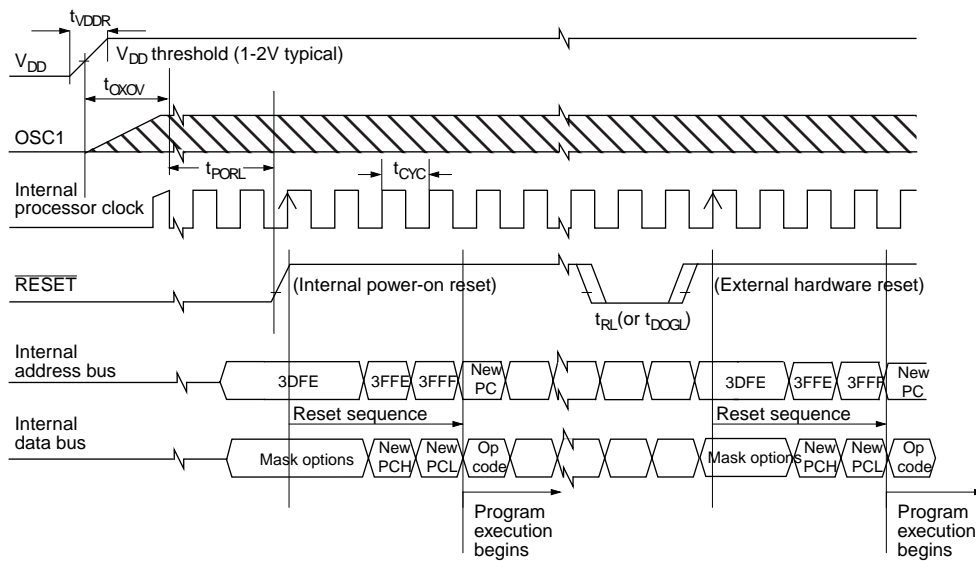 tVDDR
VDD
VDD threshold (1-2V typical)
tOXOV
OSC1
tPORL
tCYC
Internal
processor clock
RESET
(Internal power-on reset)
(External hardware reset)
tRL(or tDOGL)
Internal
address bus
3DFE
3FFE
3FFF
New
PC
3DFE
3FFE
3FFF
New
PC
Reset sequence
Reset sequence
Internal
data bus
Mask options
New
PCH
New
PCL
Op
code
Mask options
New
PCH
New
PCL
Op
code
Program
execution
begins
Program
execution
begins